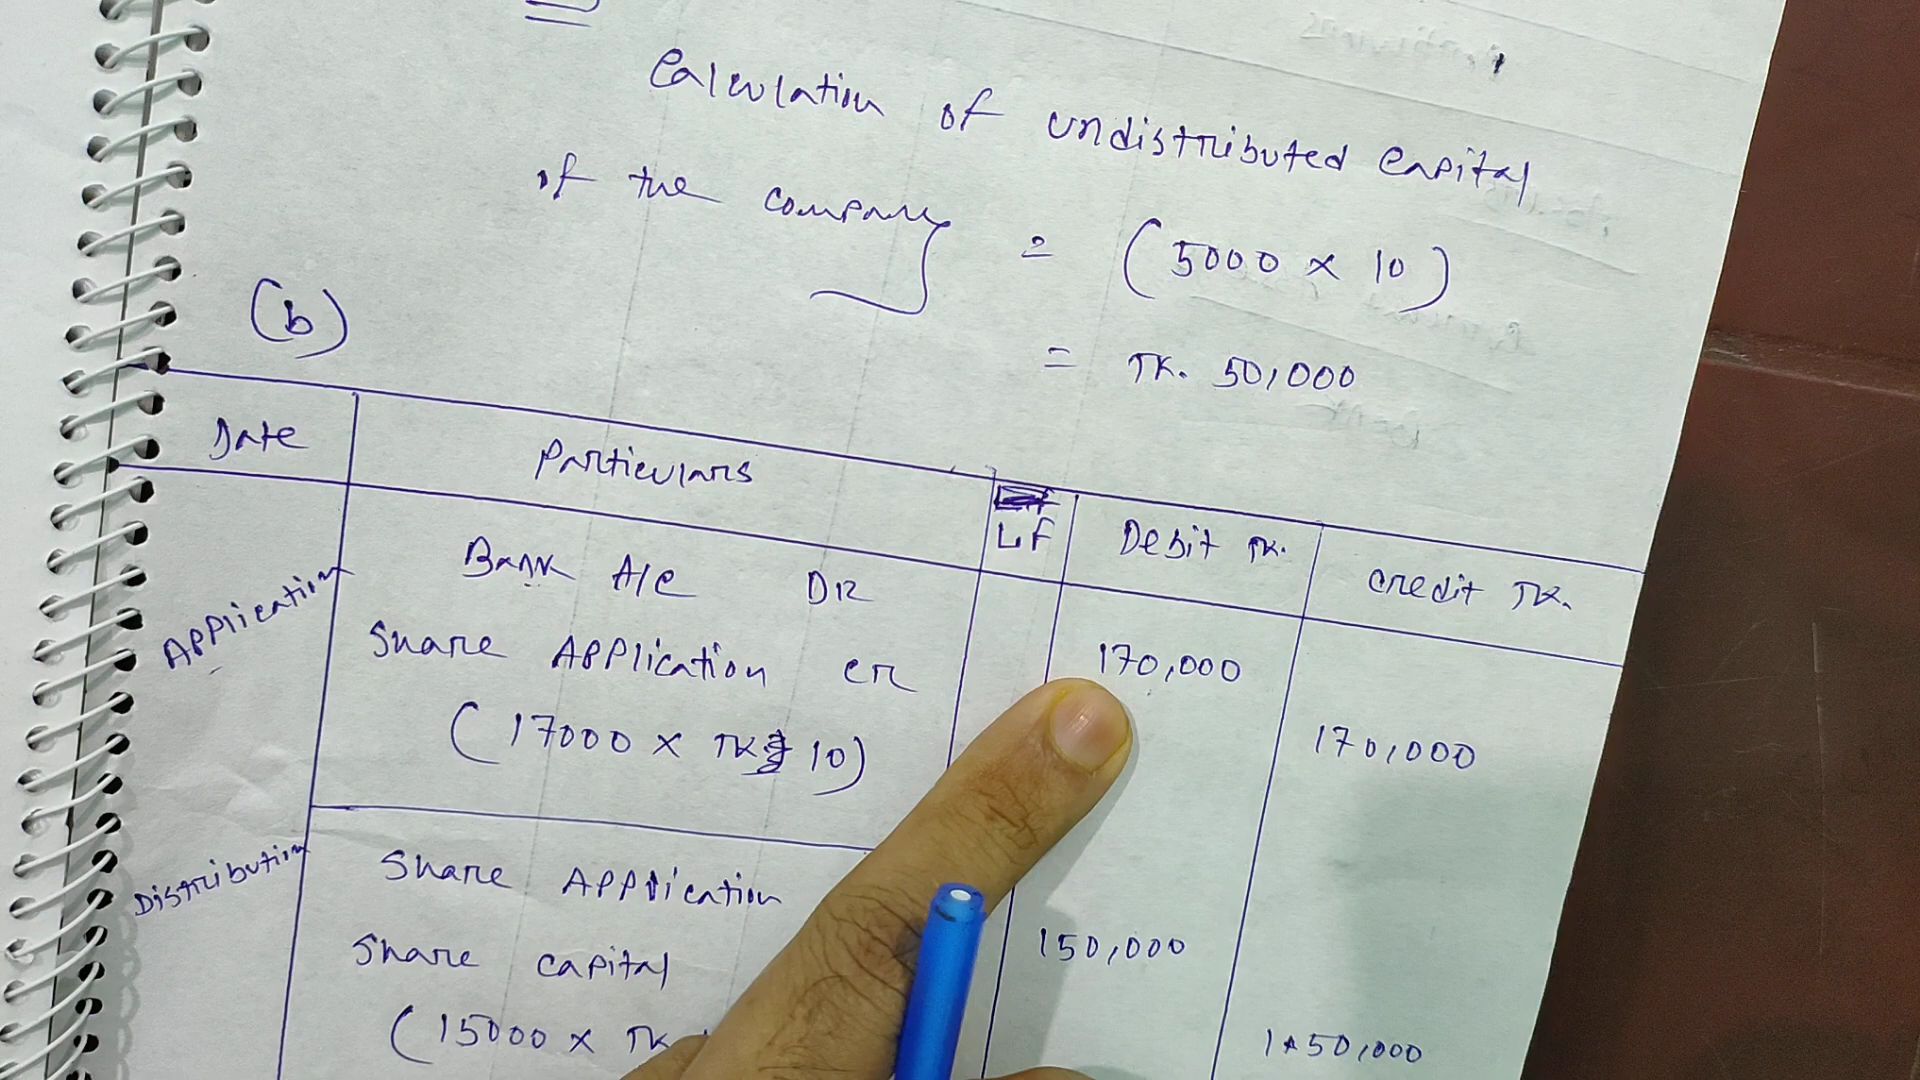 Calculation of undistributed capital
of the company = (5000 x 10)
= TK. 50,000
(b)
Date Particulars LF Debit TK. Credit TK.
Application Bank A/C DR 170,000
Share Application cr 170,000
(17000 x TK 10)
Distribution Share Application 150,000
Share capital 150,000
(15000 x TK